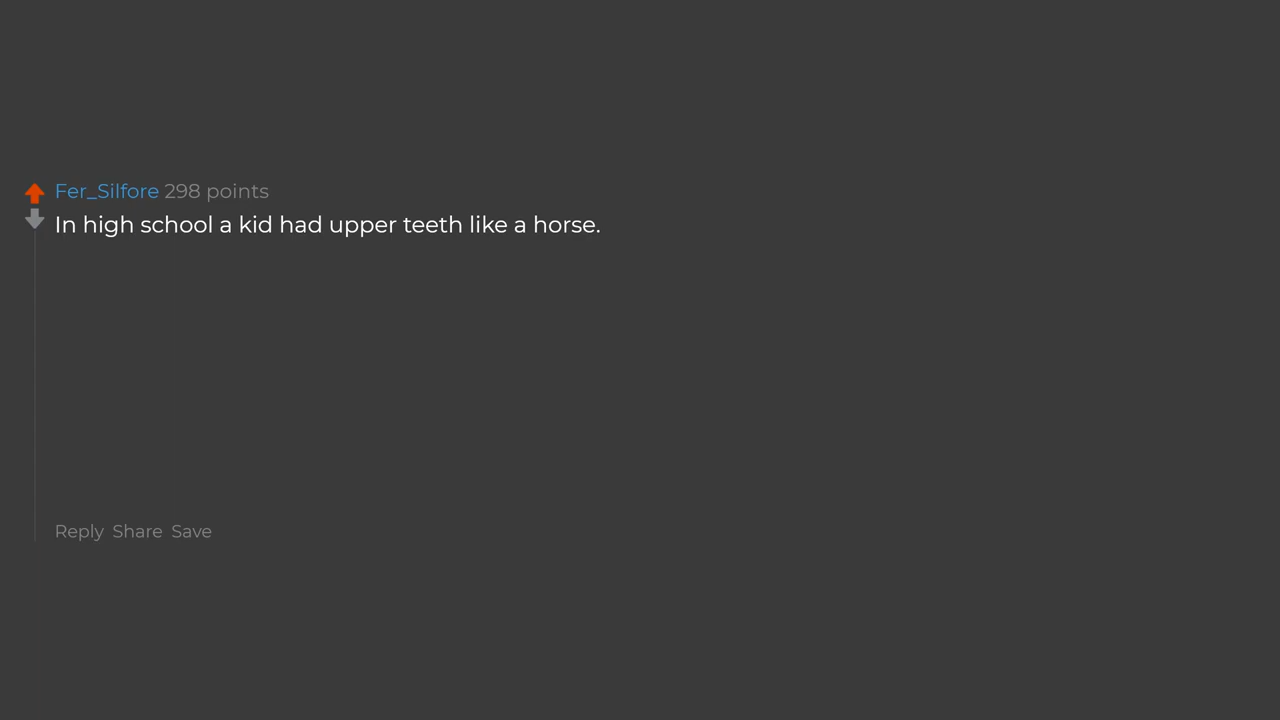 Fer_Silfore 298 points
In high school a kid had upper teeth like a horse.
Reply Share Save